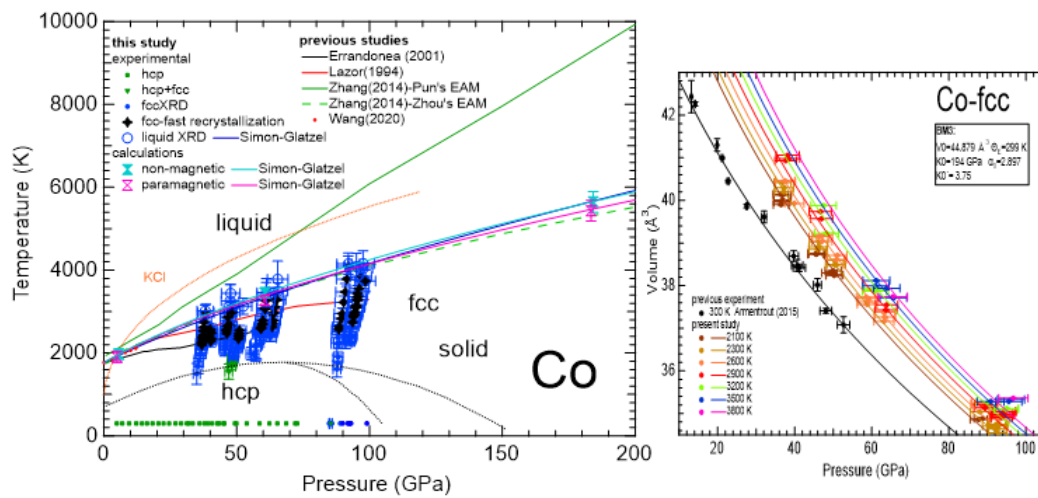 10000
8000
6000
4000
2000
0
Temperature (K)
0
50
100
150
200
Pressure (GPa)
this study
experimental
hcp
hcp+fcc
fccXRD
fcc-fast recrystallization
liquid XRD
Simon-Glatzel
calculations
non-magnetic
Simon-Glatzel
paramagnetic
Simon-Glatzel
previous studies
Errandonea (2001)
Lazor(1994)
Zhang(2014)-Pun's EAM
Zhang(2014)-Zhou's EAM
Wang(2020)
liquid
KCl
fcc
solid
hcp
Co
Co-fcc
BM3:
K0=194 GPa
K0'= 3.75
42
40
38
36
Volume (Å³)
previous experiment
300 K Armentrout (2015)
present study
2100 K
2300 K
2600 K
2900 K
3200 K
3500 K
3800 K
20
40
60
80
100
Pressure (GPa)